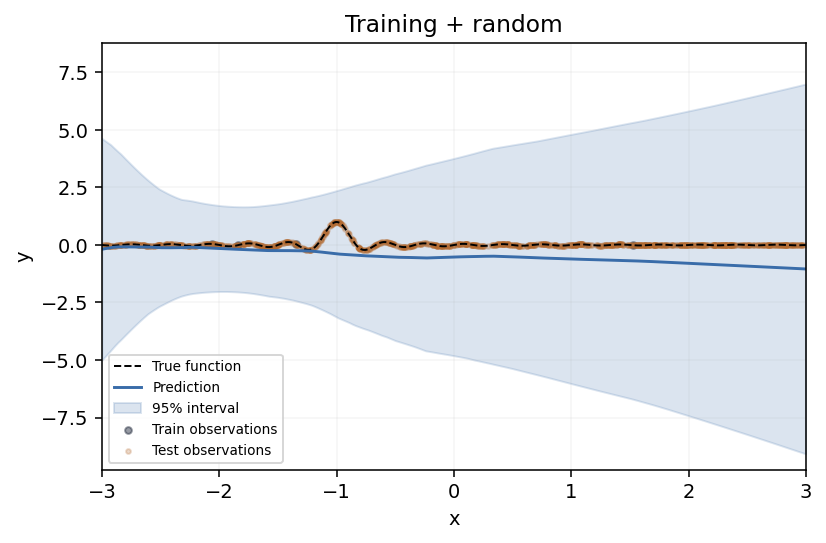 Training + random
7.5
5.0
2.5
0.0
−2.5
−5.0
−7.5
y
True function
Prediction
95% interval
Train observations
Test observations
−3
−2
−1
0
1
2
3
x